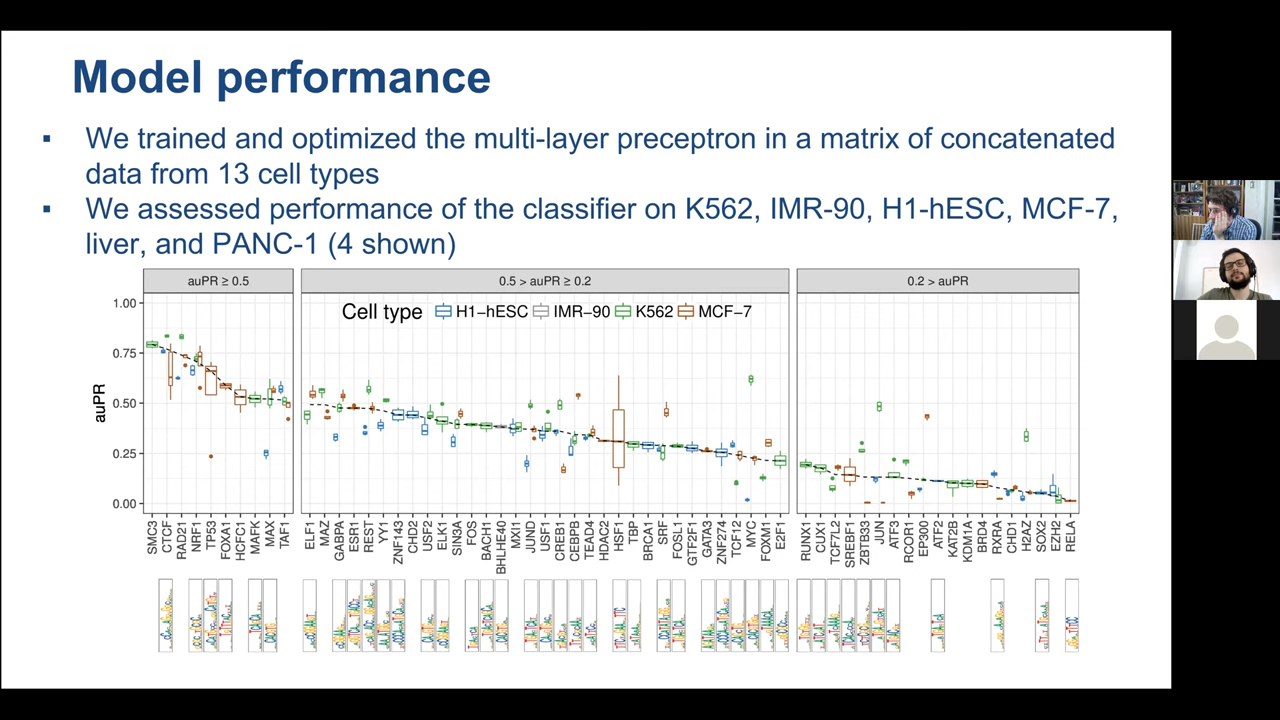 Model performance
▪ We trained and optimized the multi-layer preceptron in a matrix of concatenated
data from 13 cell types
▪ We assessed performance of the classifier on K562, IMR-90, H1-hESC, MCF-7,
liver, and PANC-1 (4 shown)
auPR ≥ 0.5
0.5 > auPR ≥ 0.2
0.2 > auPR
Cell type H1−hESC IMR−90 K562 MCF−7
auPR
1.00
0.75
0.50
0.25
0.00
SMC3
CTCF
RAD21
NRF1
TP53
FOXA1
HCFC1
MAFK
MAX
TAF1
ELF1
MAZ
GABPA
ESR1
REST
YY1
ZNF143
CHD2
USF2
ELK1
SIN3A
FOS
BACH1
BHLHE40
MXI1
JUND
USF1
CREB1
CEBPB
TEAD4
HDAC2
HSF1
TBP
BRCA1
SRF
FOSL1
GTF2F1
GATA3
ZNF274
TCF12
MYC
FOXM1
E2F1
RUNX1
CUX1
TCF7L2
SREBF1
ZBTB33
JUN
ATF3
RCOR1
EP300
ATF2
KAT2B
KDM1A
BRD4
RXRA
CHD1
H2AZ
SOX2
EZH2
RELA